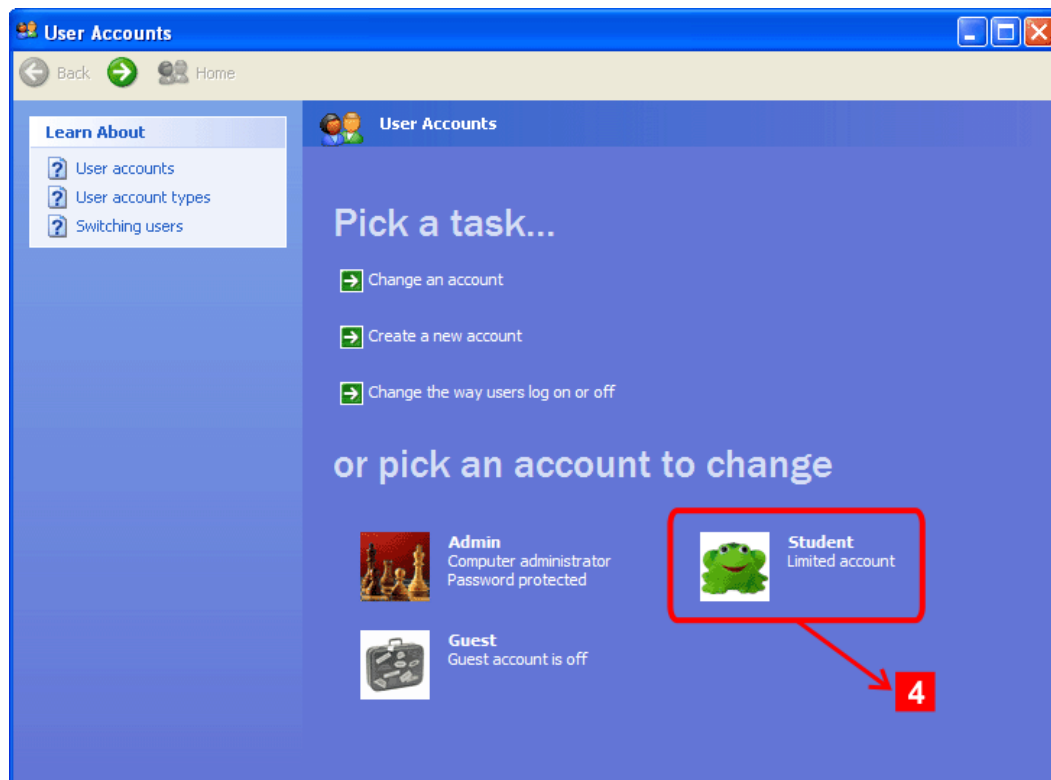 User Accounts
Back Home
Learn About
User accounts
User account types
Switching users
User Accounts
Pick a task...
Change an account
Create a new account
Change the way users log on or off
or pick an account to change
Admin
Computer administrator
Password protected
Student
Limited account
Guest
Guest account is off
4